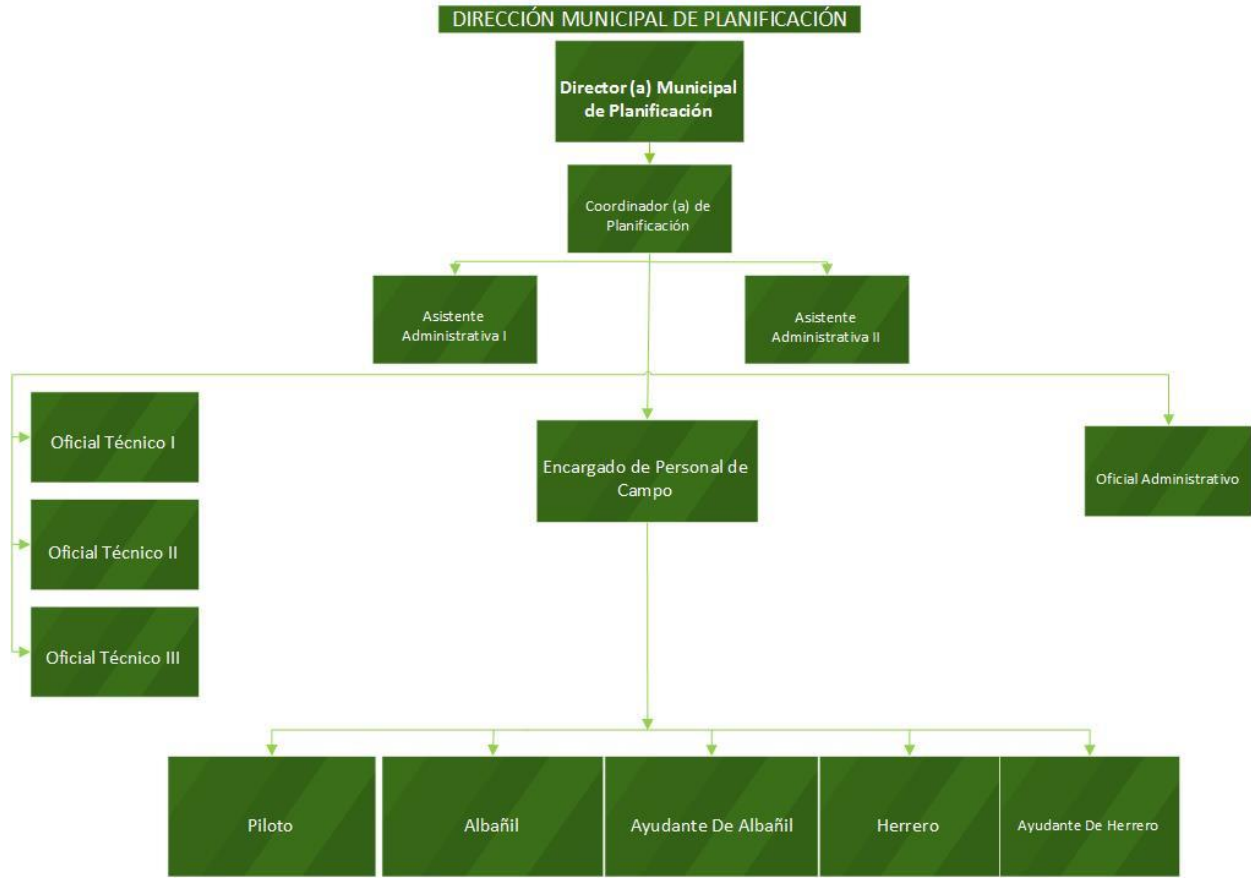 DIRECCIÓN MUNICIPAL DE PLANIFICACIÓN
Director (a) Municipal
de Planificación
Coordinador (a) de
Planificación
Asistente
Administrativa I
Asistente
Administrativa II
Oficial Técnico I
Encargado de Personal de
Campo
Oficial Administrativo
Oficial Técnico II
Oficial Técnico III
Piloto
Albañil
Ayudante De Albañil
Herrero
Ayudante De Herrero